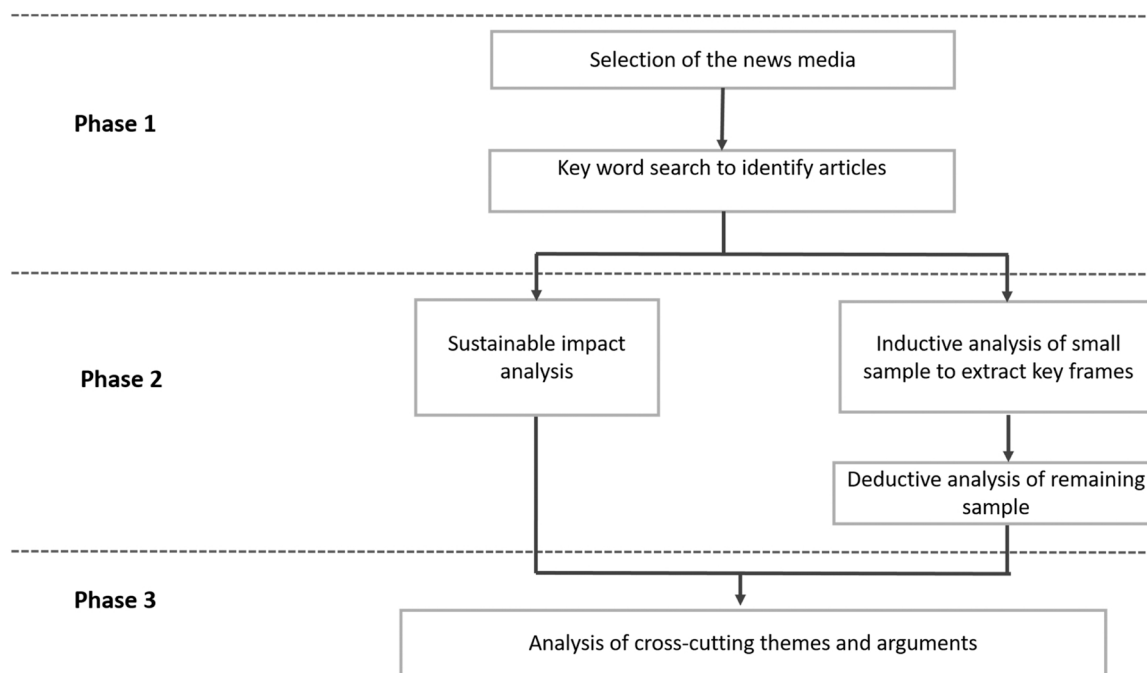 Selection of the news media
Phase 1
Key word search to identify articles
Sustainable impact
analysis
Inductive analysis of small
sample to extract key frames
Phase 2
Deductive analysis of remaining
sample
Phase 3
Analysis of cross-cutting themes and arguments